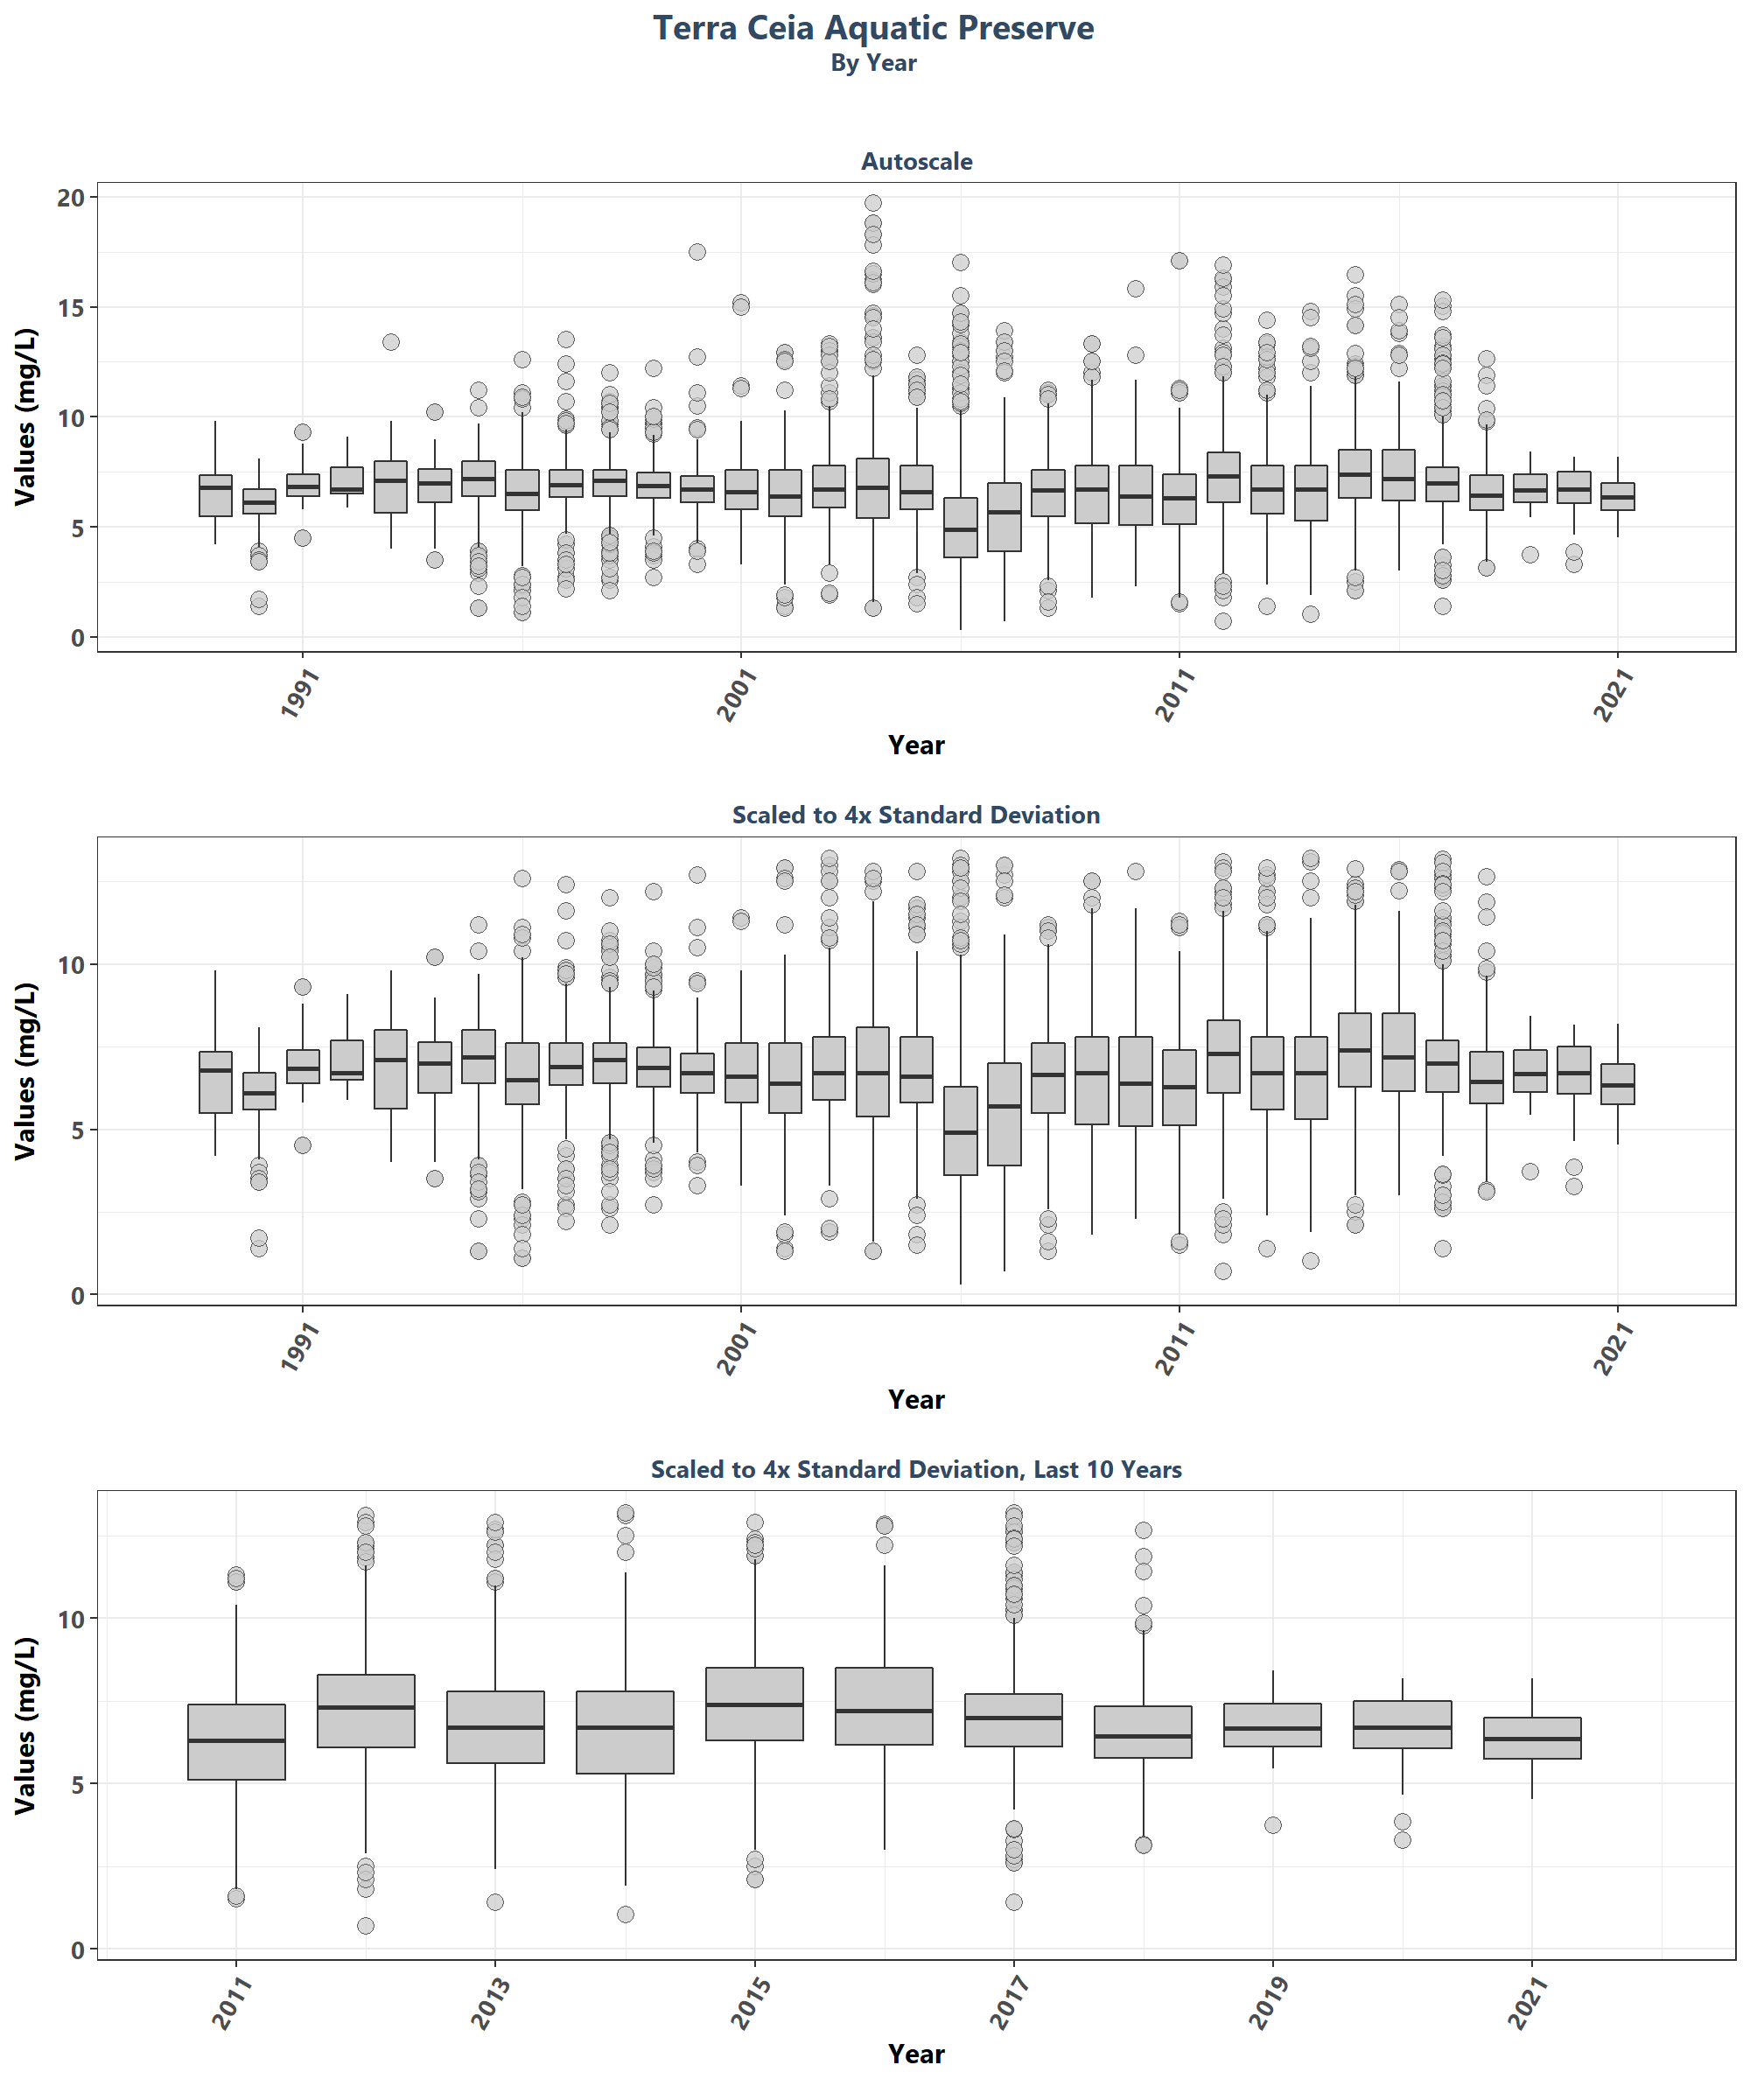 Terra Ceia Aquatic Preserve
By Year
Autoscale
Values (mg/L)
20
15
10
5
0
1991
2001
2011
2021
Year
Scaled to 4x Standard Deviation
Values (mg/L)
10
5
0
1991
2001
2011
2021
Year
Scaled to 4x Standard Deviation, Last 10 Years
Values (mg/L)
10
5
0
2011
2013
2015
2017
2019
2021
Year